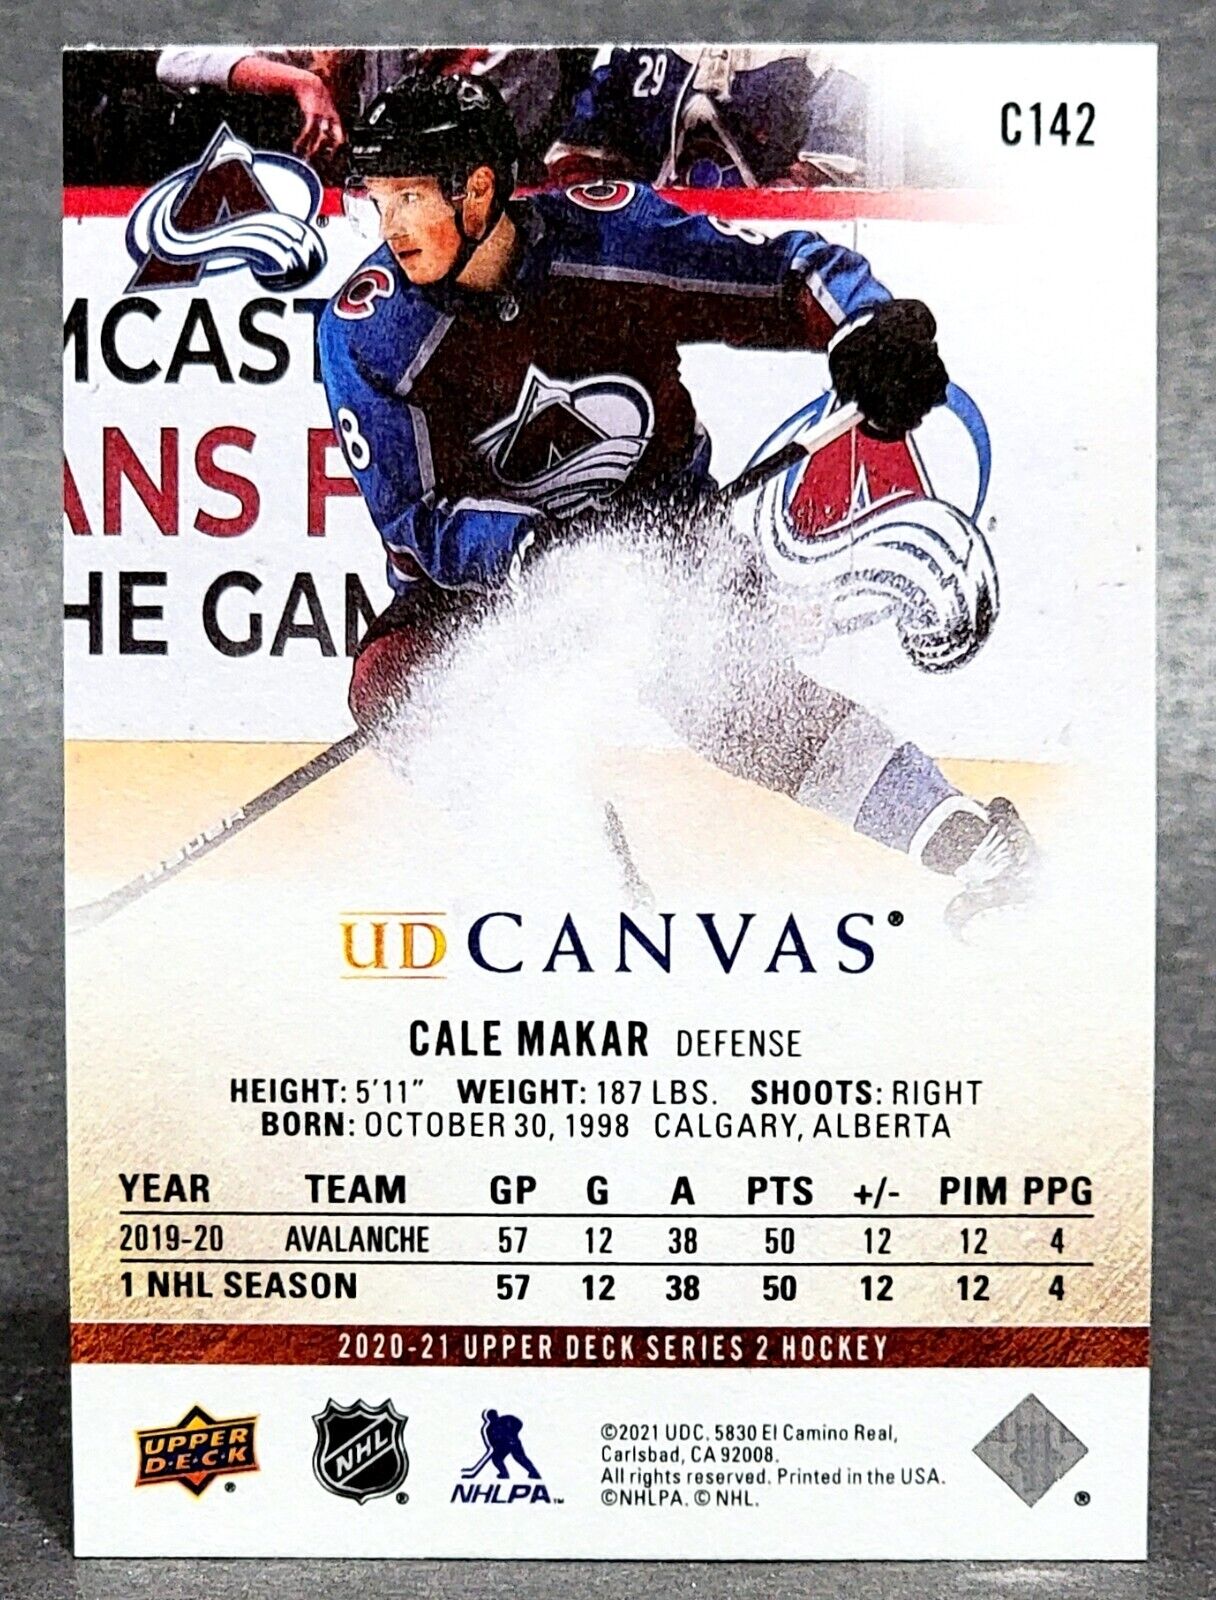 29
C142
MCAST
ANS F
HE GAM
8
8
UD CANVAS®
CALE MAKAR DEFENSE
HEIGHT: 5'11" WEIGHT: 187 LBS. SHOOTS: RIGHT
BORN: OCTOBER 30, 1998 CALGARY, ALBERTA
YEAR TEAM GP G A PTS +/- PIM PPG
2019-20 AVALANCHE 57 12 38 50 12 12 4
1 NHL SEASON 57 12 38 50 12 12 4
2020-21 UPPER DECK SERIES 2 HOCKEY
UPPER
D·E·C·K
NHL
NHLPA™
©2021 UDC. 5830 El Camino Real,
Carlsbad, CA 92008.
All rights reserved. Printed in the USA.
©NHLPA. © NHL.